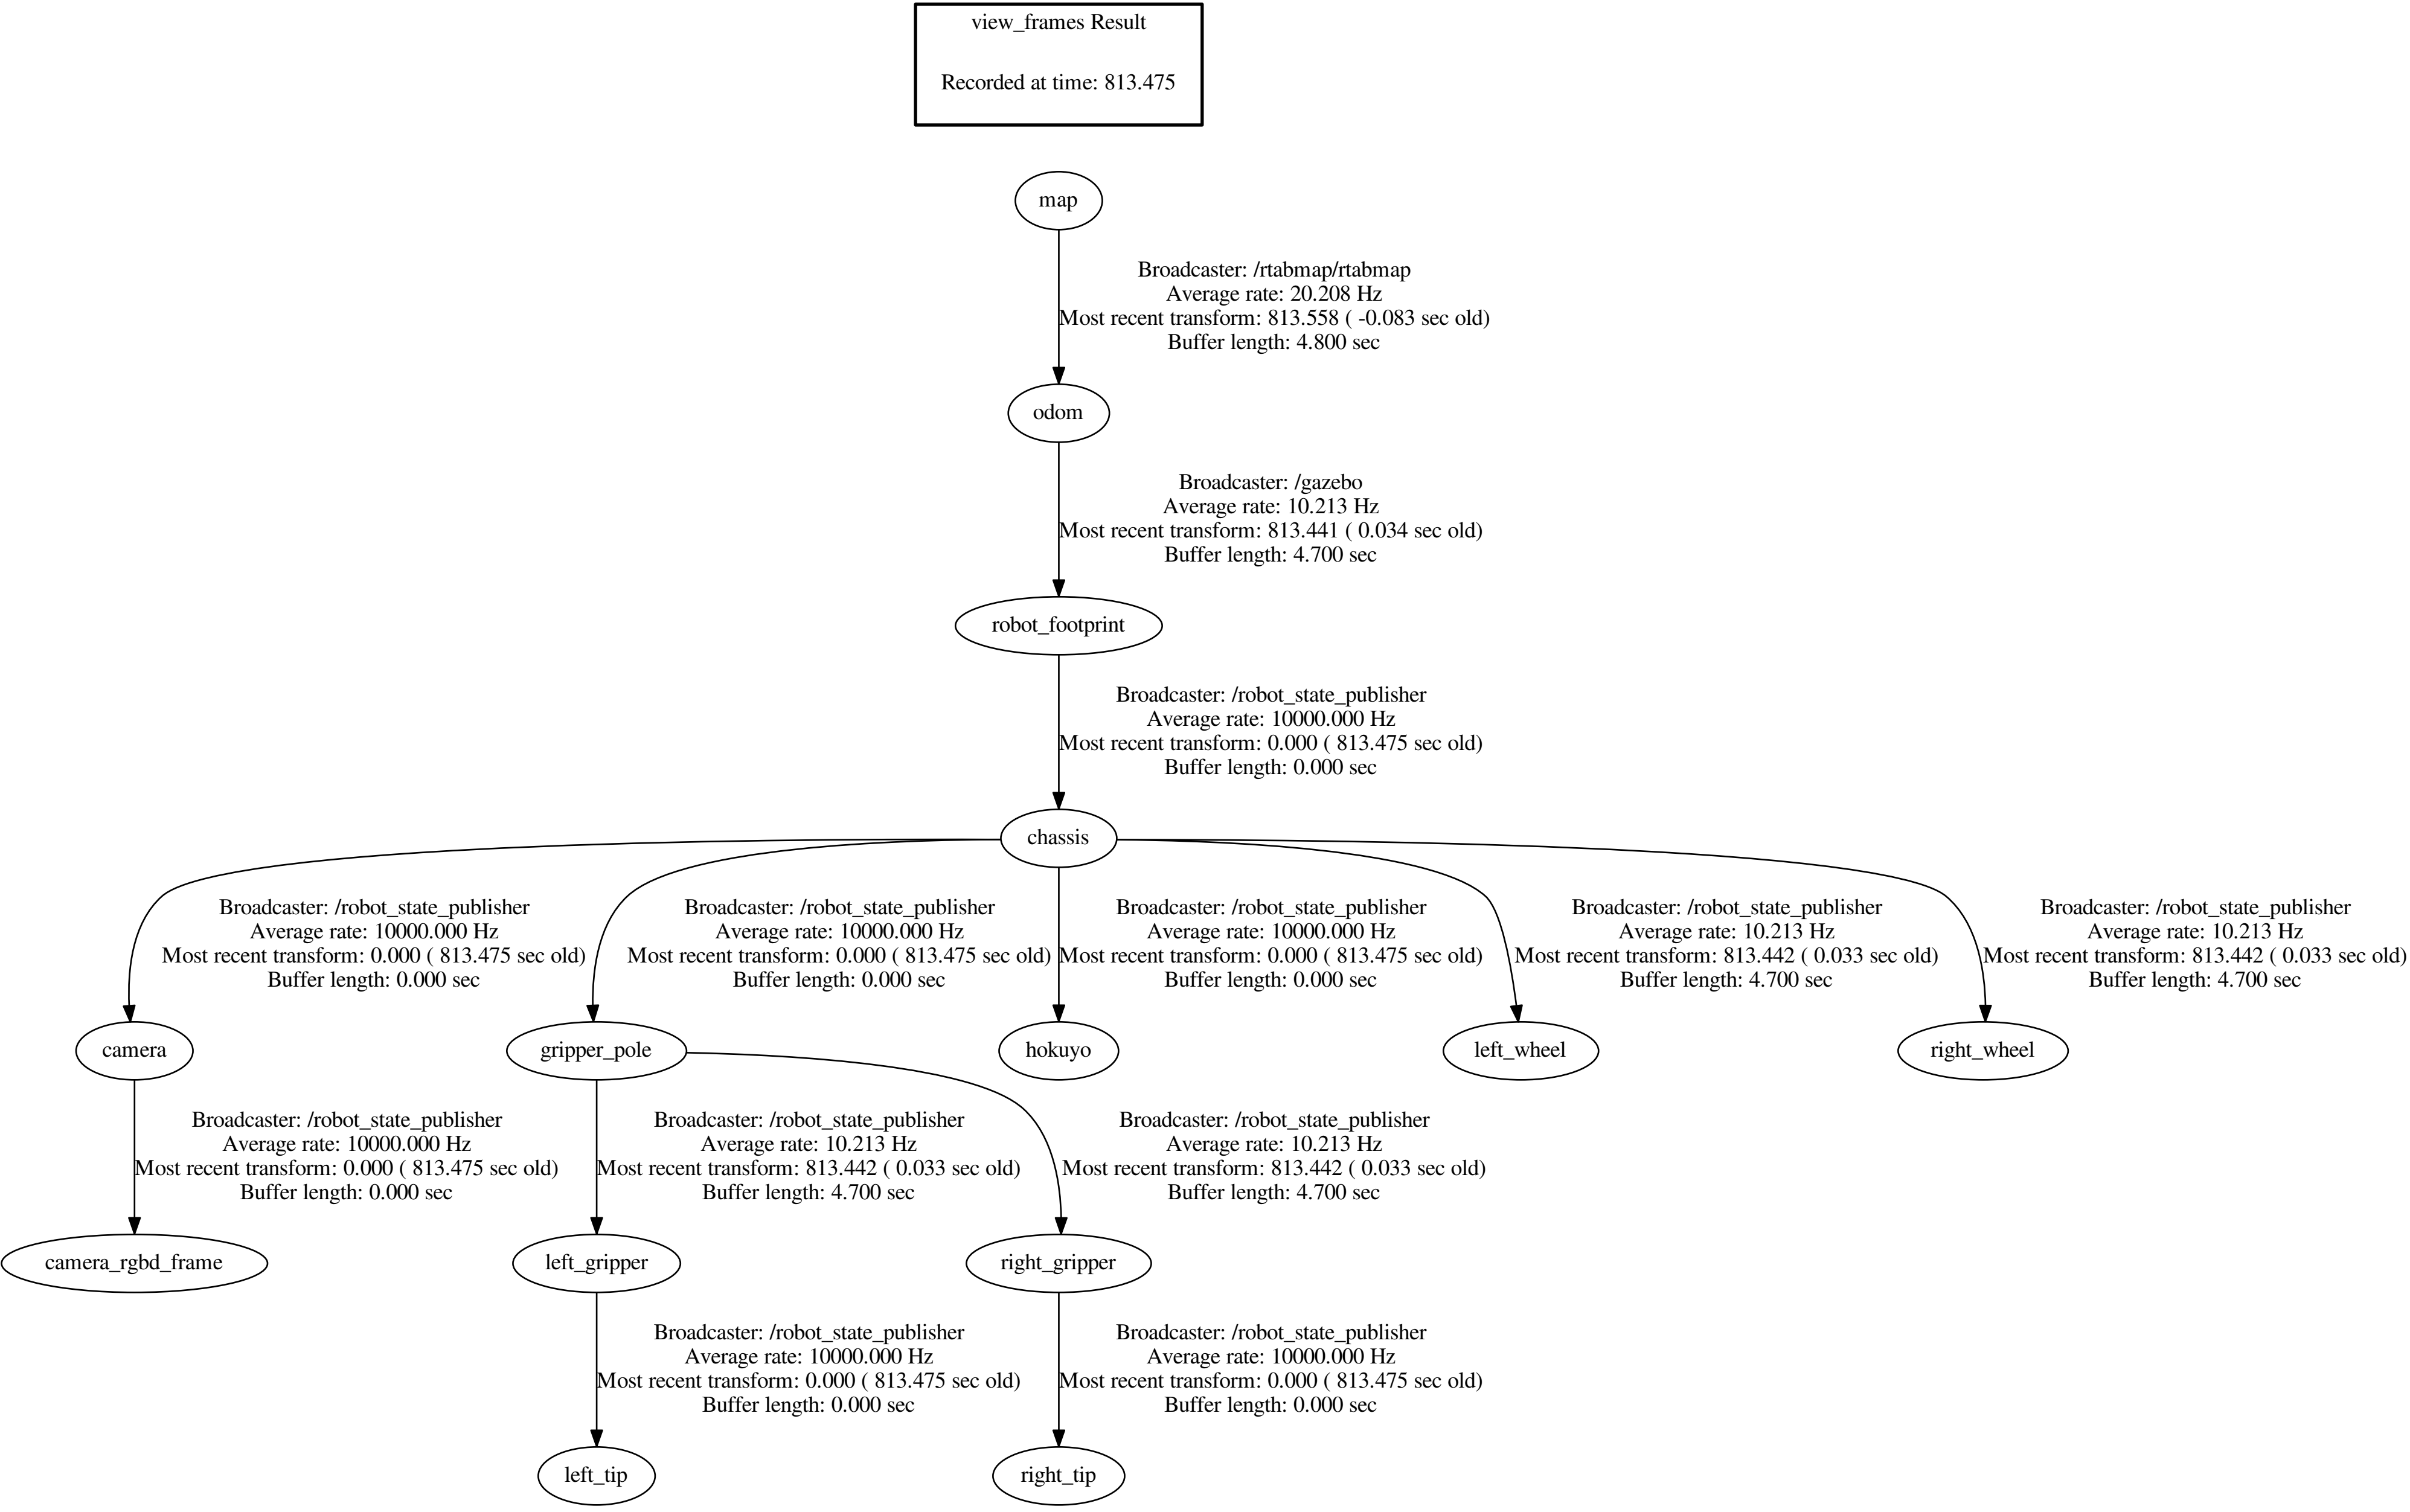 view_frames Result
Recorded at time: 813.475
map
Broadcaster: /rtabmap/rtabmap
Average rate: 20.208 Hz
Most recent transform: 813.558 ( -0.083 sec old)
Buffer length: 4.800 sec
odom
Broadcaster: /gazebo
Average rate: 10.213 Hz
Most recent transform: 813.441 ( 0.034 sec old)
Buffer length: 4.700 sec
robot_footprint
Broadcaster: /robot_state_publisher
Average rate: 10000.000 Hz
Most recent transform: 0.000 ( 813.475 sec old)
Buffer length: 0.000 sec
chassis
Broadcaster: /robot_state_publisher
Average rate: 10000.000 Hz
Most recent transform: 0.000 ( 813.475 sec old)
Buffer length: 0.000 sec
Broadcaster: /robot_state_publisher
Average rate: 10000.000 Hz
Most recent transform: 0.000 ( 813.475 sec old)
Buffer length: 0.000 sec
Broadcaster: /robot_state_publisher
Average rate: 10000.000 Hz
Most recent transform: 0.000 ( 813.475 sec old)
Buffer length: 0.000 sec
Broadcaster: /robot_state_publisher
Average rate: 10.213 Hz
Most recent transform: 813.442 ( 0.033 sec old)
Buffer length: 4.700 sec
Broadcaster: /robot_state_publisher
Average rate: 10.213 Hz
Most recent transform: 813.442 ( 0.033 sec old)
Buffer length: 4.700 sec
camera
gripper_pole
hokuyo
left_wheel
right_wheel
Broadcaster: /robot_state_publisher
Average rate: 10000.000 Hz
Most recent transform: 0.000 ( 813.475 sec old)
Buffer length: 0.000 sec
Broadcaster: /robot_state_publisher
Average rate: 10.213 Hz
Most recent transform: 813.442 ( 0.033 sec old)
Buffer length: 4.700 sec
Broadcaster: /robot_state_publisher
Average rate: 10.213 Hz
Most recent transform: 813.442 ( 0.033 sec old)
Buffer length: 4.700 sec
camera_rgbd_frame
left_gripper
right_gripper
Broadcaster: /robot_state_publisher
Average rate: 10000.000 Hz
Most recent transform: 0.000 ( 813.475 sec old)
Buffer length: 0.000 sec
Broadcaster: /robot_state_publisher
Average rate: 10000.000 Hz
Most recent transform: 0.000 ( 813.475 sec old)
Buffer length: 0.000 sec
left_tip
right_tip